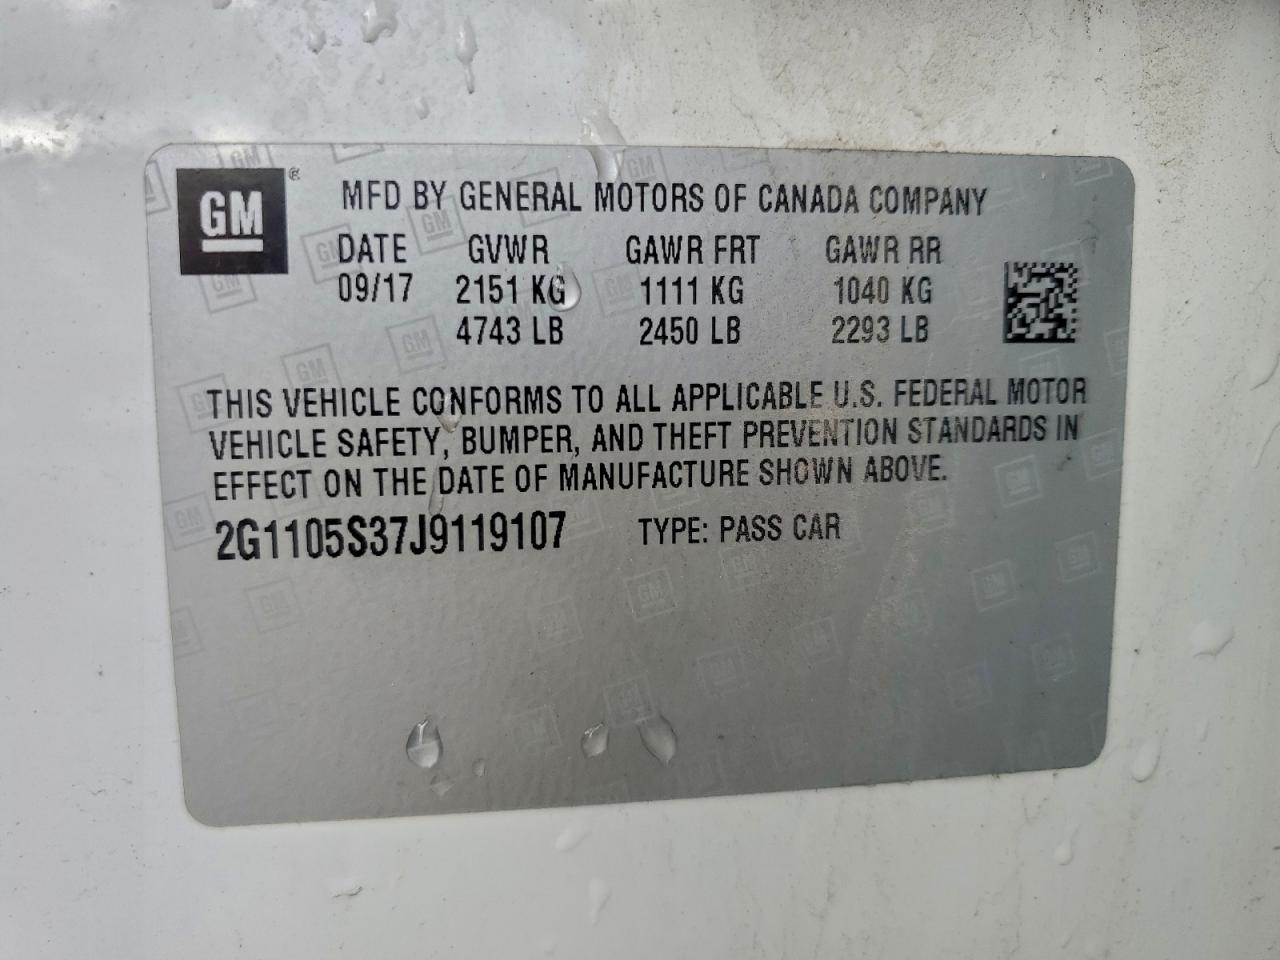 GM®
MFD BY GENERAL MOTORS OF CANADA COMPANY
DATE GVWR GAWR FRT GAWR RR
09/17 2151 KG 1111 KG 1040 KG
4743 LB 2450 LB 2293 LB
THIS VEHICLE CONFORMS TO ALL APPLICABLE U.S. FEDERAL MOTOR
VEHICLE SAFETY, BUMPER, AND THEFT PREVENTION STANDARDS IN
EFFECT ON THE DATE OF MANUFACTURE SHOWN ABOVE.
2G1105S37J9119107 TYPE: PASS CAR